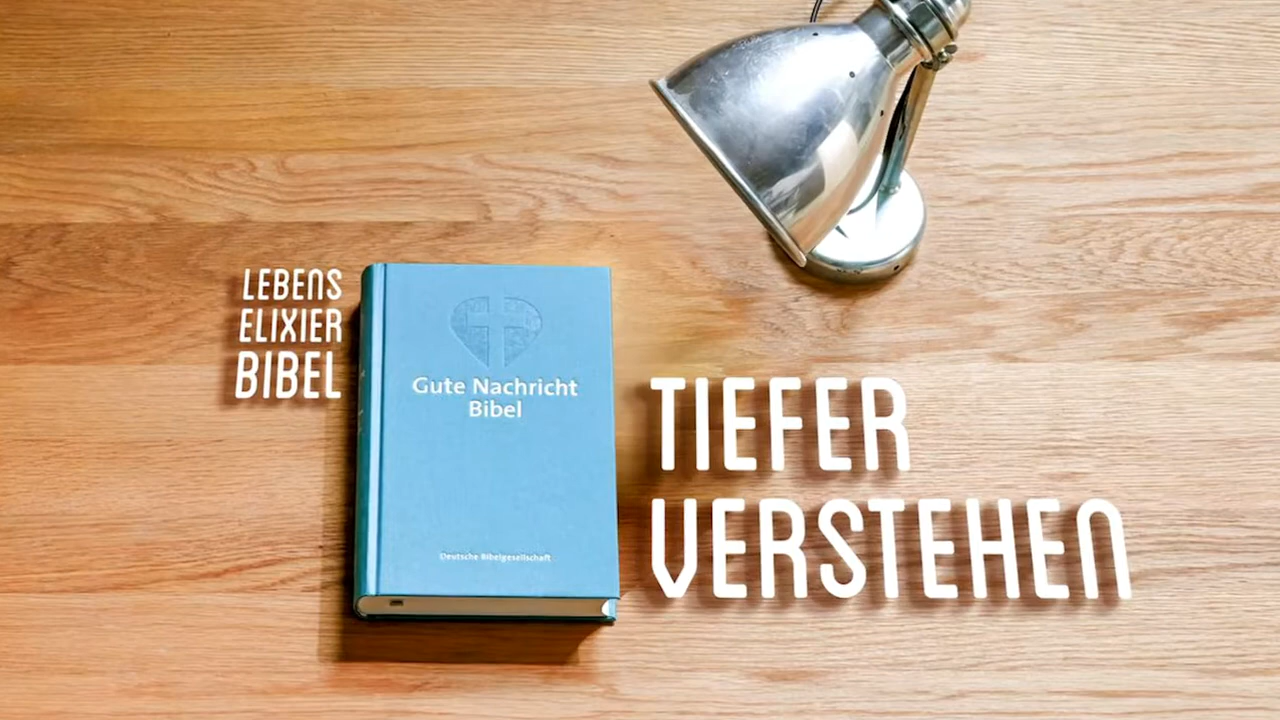 LEBENS
ELIXIER
BIBEL
Gute Nachricht
Bibel
Deutsche Bibelgesellschaft
TIEFER
VERSTEHEN